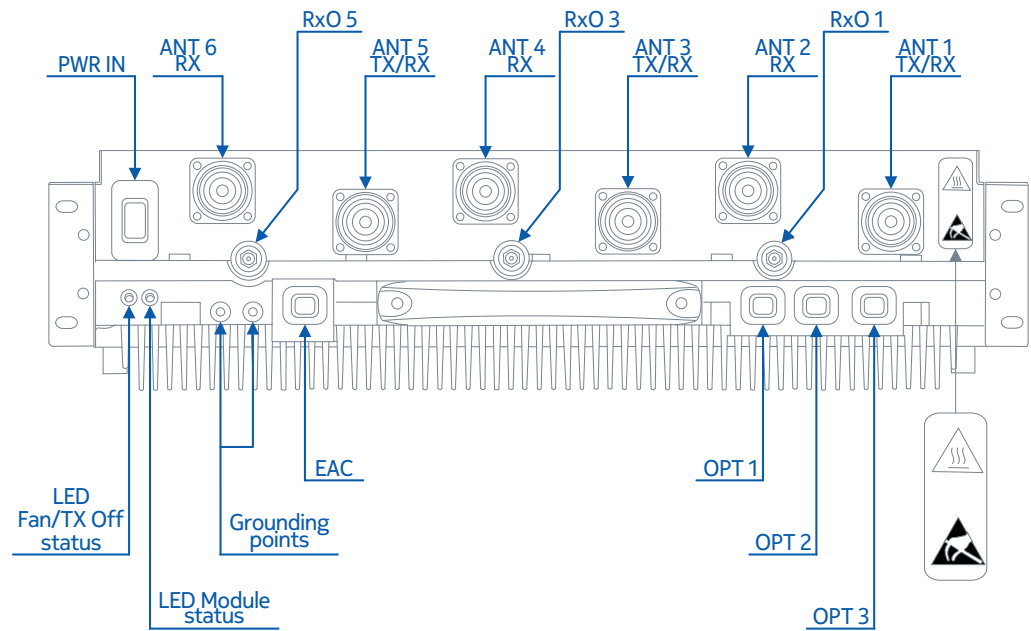 RxO 5
RxO 3
RxO 1
PWR IN
ANT 6
RX
ANT 5
TX/RX
ANT 4
RX
ANT 3
TX/RX
ANT 2
RX
ANT 1
TX/RX
EAC
OPT 1
LED
Fan/TX Off
status
Grounding
points
OPT 2
LED Module
status
OPT 3